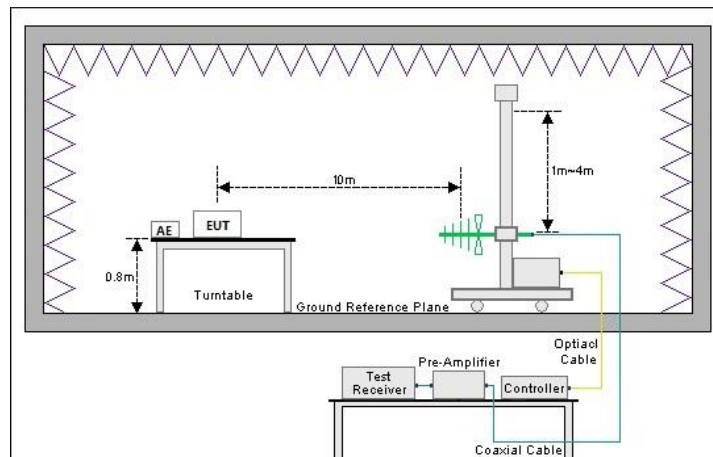 10m
1m~4m
AE
EUT
0.8m
Turntable
Ground Reference Plane
Optiacl
Cable
Pre-Amplifier
Test
Receiver
Controller
Coaxial Cable